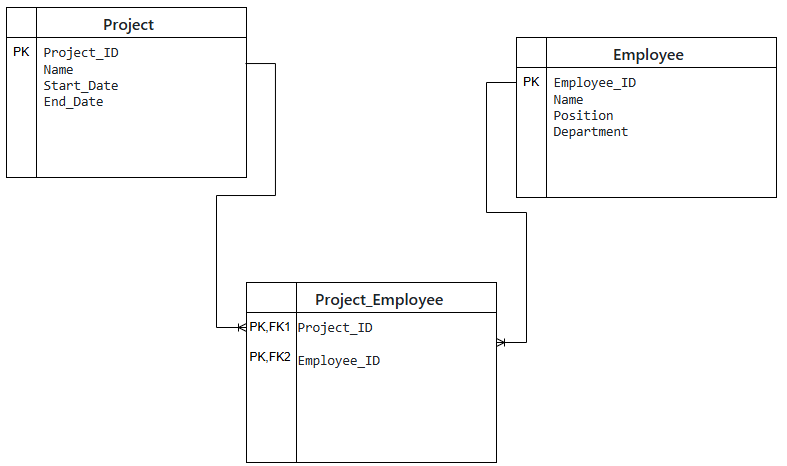 Project
PK Project_ID
Name
Start_Date
End_Date
Employee
PK Employee_ID
Name
Position
Department
Project_Employee
PK,FK1 Project_ID
PK,FK2 Employee_ID